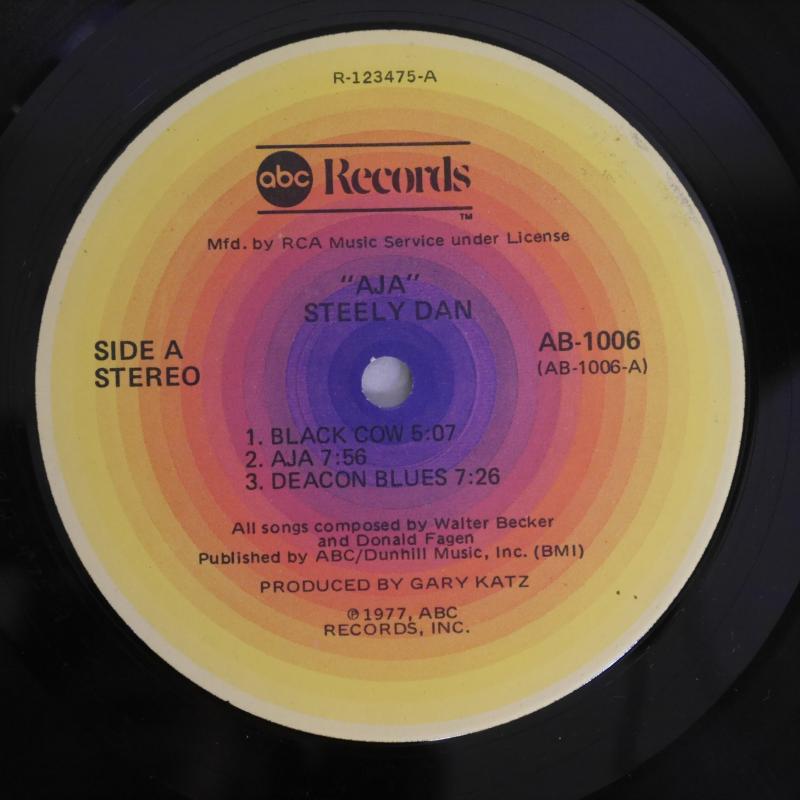 R-123475-A
abc Records
TM
Mfd. by RCA Music Service under License
"AJA"
STEELY DAN
SIDE A
STEREO
AB-1006
(AB-1006-A)
1. BLACK COW 5:07
2. AJA 7:56
3. DEACON BLUES 7:26
All songs composed by Walter Becker
and Donald Fagen
Published by ABC/Dunhill Music, Inc. (BMI)
PRODUCED BY GARY KATZ
℗1977, ABC
RECORDS, INC.